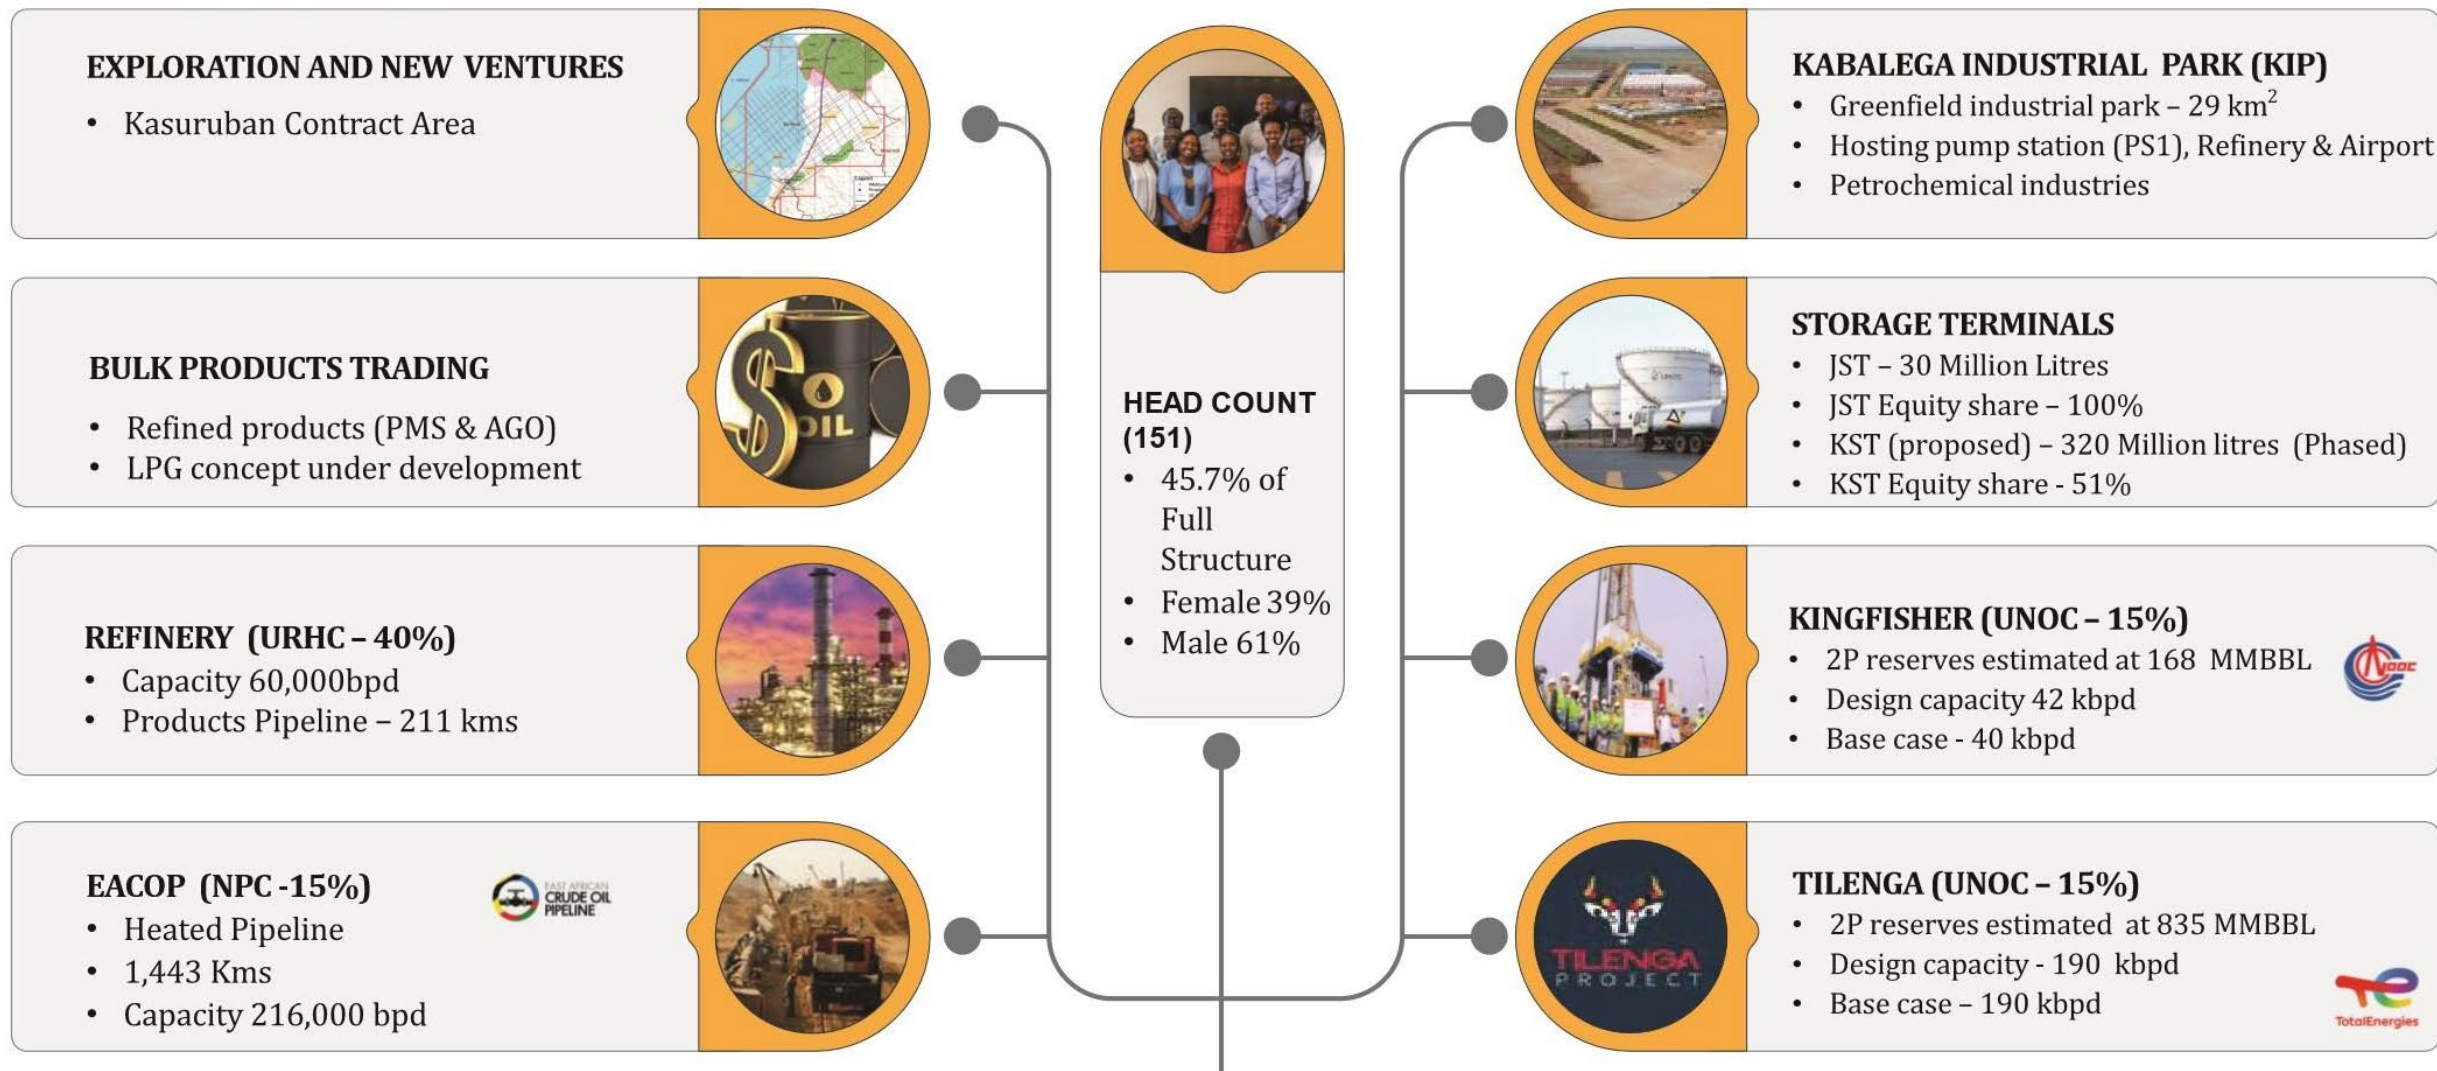 EXPLORATION AND NEW VENTURES
• Kasuruban Contract Area
BULK PRODUCTS TRADING
• Refined products (PMS & AGO)
• LPG concept under development
OIL
REFINERY (URHC – 40%)
• Capacity 60,000bpd
• Products Pipeline – 211 kms
EACOP (NPC -15%)
• Heated Pipeline
• 1,443 Kms
• Capacity 216,000 bpd
EAST AFRICAN
CRUDE OIL
PIPELINE
HEAD COUNT
(151)
• 45.7% of
Full
Structure
• Female 39%
• Male 61%
KABALEGA INDUSTRIAL PARK (KIP)
• Greenfield industrial park – 29 km²
• Hosting pump station (PS1), Refinery & Airport
• Petrochemical industries
STORAGE TERMINALS
• JST – 30 Million Litres
• JST Equity share – 100%
• KST (proposed) – 320 Million litres (Phased)
• KST Equity share - 51%
UNOC
KINGFISHER (UNOC – 15%)
• 2P reserves estimated at 168 MMBBL
• Design capacity 42 kbpd
• Base case - 40 kbpd
CNOOC
TILENGA
PROJECT
TILENGA (UNOC – 15%)
• 2P reserves estimated at 835 MMBBL
• Design capacity - 190 kbpd
• Base case – 190 kbpd
TotalEnergies